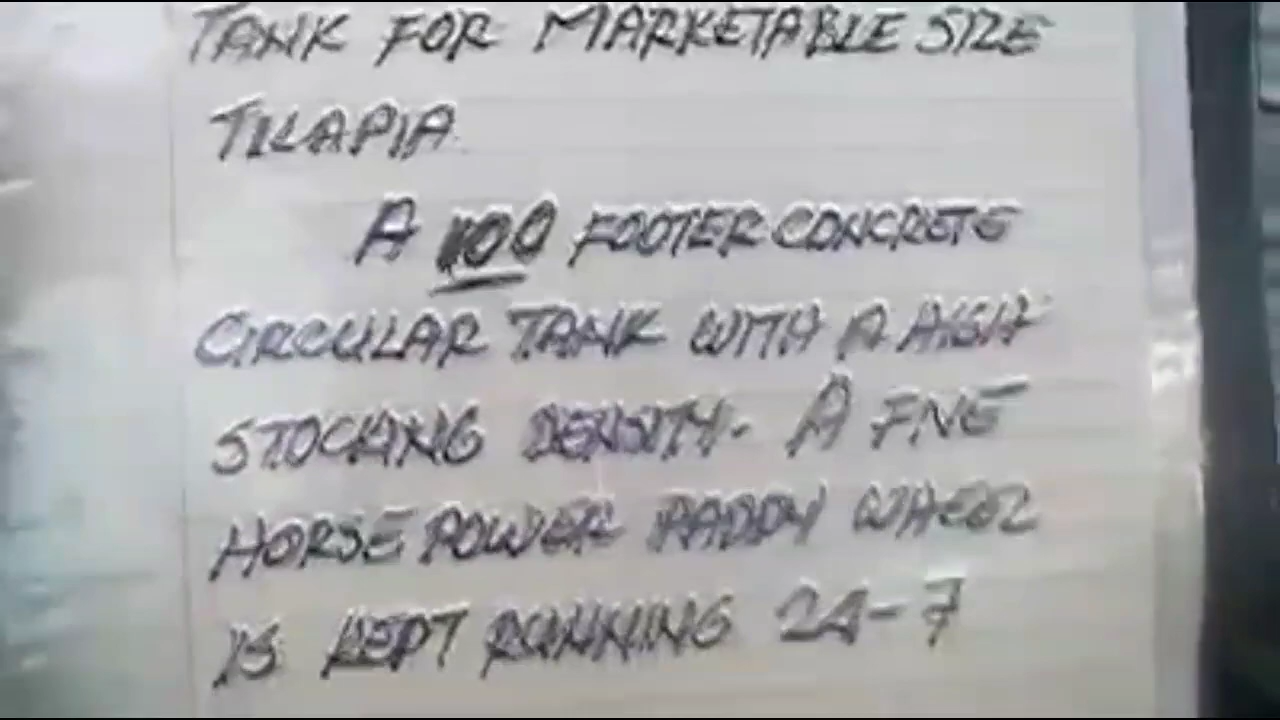 TANK FOR MARKETABLE SIZE
TILAPIA.
A 100 FOOTER CONCRETE
CIRCULAR TANK WITH A HIGH
STOCKING DENSITY. A FNE
HORSE POWER PADDY WHEEL
IS KEPT RUNNING 24-7